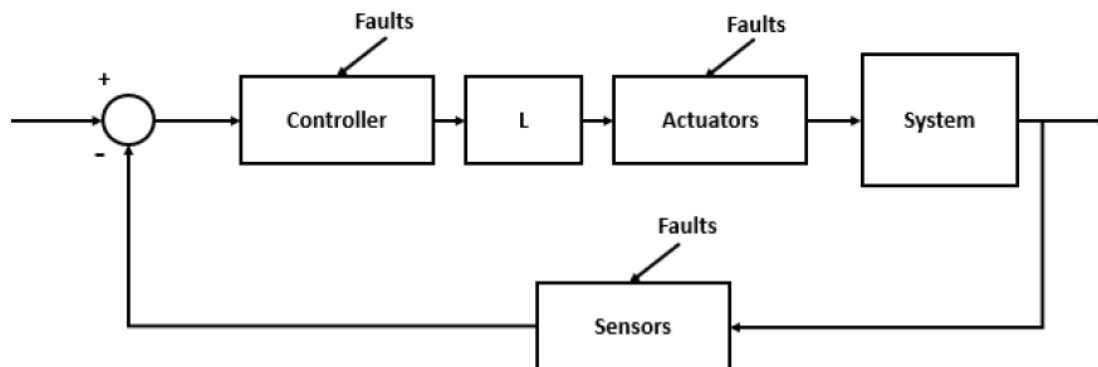 Faults
Faults
+
Controller
L
Actuators
System
-
Faults
Sensors